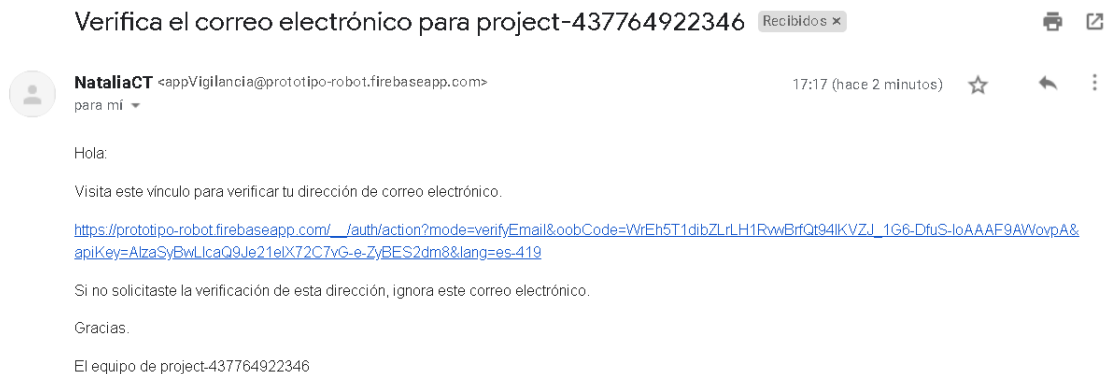 Verifica el correo electrónico para project-437764922346 Recibidos ×
NataliaCT <appVigilancia@prototipo-robot.firebaseapp.com> 17:17 (hace 2 minutos)
para mí
Hola:
Visita este vínculo para verificar tu dirección de correo electrónico.
https://prototipo-robot.firebaseapp.com/__/auth/action?mode=verifyEmail&oobCode=WrEh5T1dibZLrLH1RvwBrfQt94lKVZJ_1G6-DfuS-loAAAF9AWovpA&
apiKey=AIzaSyBwLlcaQ9Je21elX72C7vG-e-ZyBES2dm8&lang=es-419
Si no solicitaste la verificación de esta dirección, ignora este correo electrónico.
Gracias.
El equipo de project-437764922346